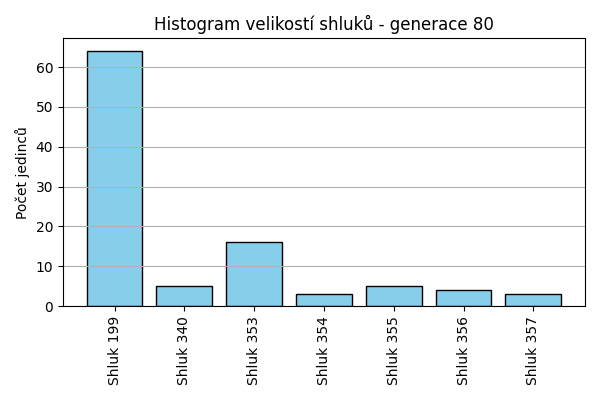 Histogram velikostí shluků - generace 80
Počet jedinců
60
50
40
30
20
10
0
Shluk 199
Shluk 340
Shluk 353
Shluk 354
Shluk 355
Shluk 356
Shluk 357